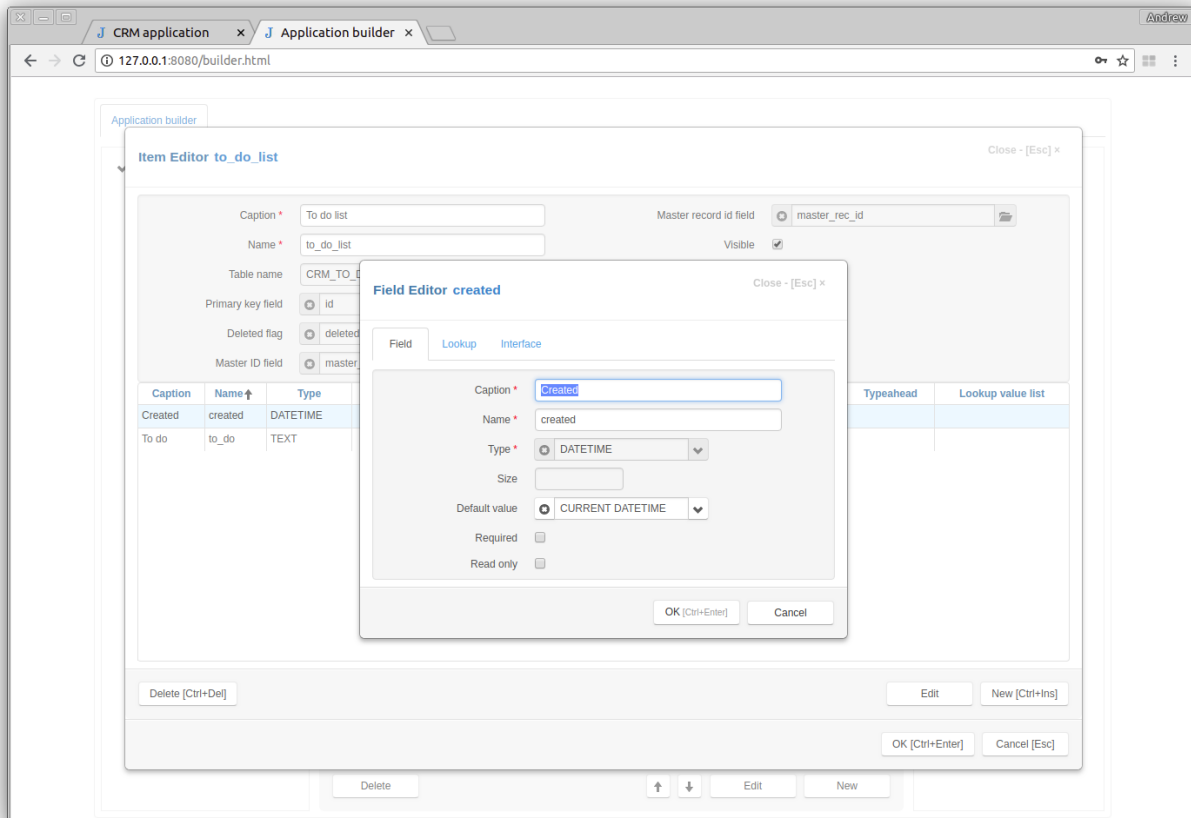 Andrew
CRM application
Application builder
127.0.0.1:8080/builder.html
Application builder
Item Editor to_do_list
Close - [Esc] ×
Caption * To do list
Master record id field master_rec_id
Name * to_do_list
Visible
Table name CRM_TO_D
Primary key field id
Deleted flag deleted
Master ID field master_
Caption Name Type Typeahead Lookup value list
Created created DATETIME
To do to_do TEXT
Field Editor created
Close - [Esc] ×
Field Lookup Interface
Caption * Created
Name * created
Type * DATETIME
Size
Default value CURRENT DATETIME
Required
Read only
OK [Ctrl+Enter] Cancel
Delete [Ctrl+Del] Edit New [Ctrl+Ins]
OK [Ctrl+Enter] Cancel [Esc]
Delete Edit New